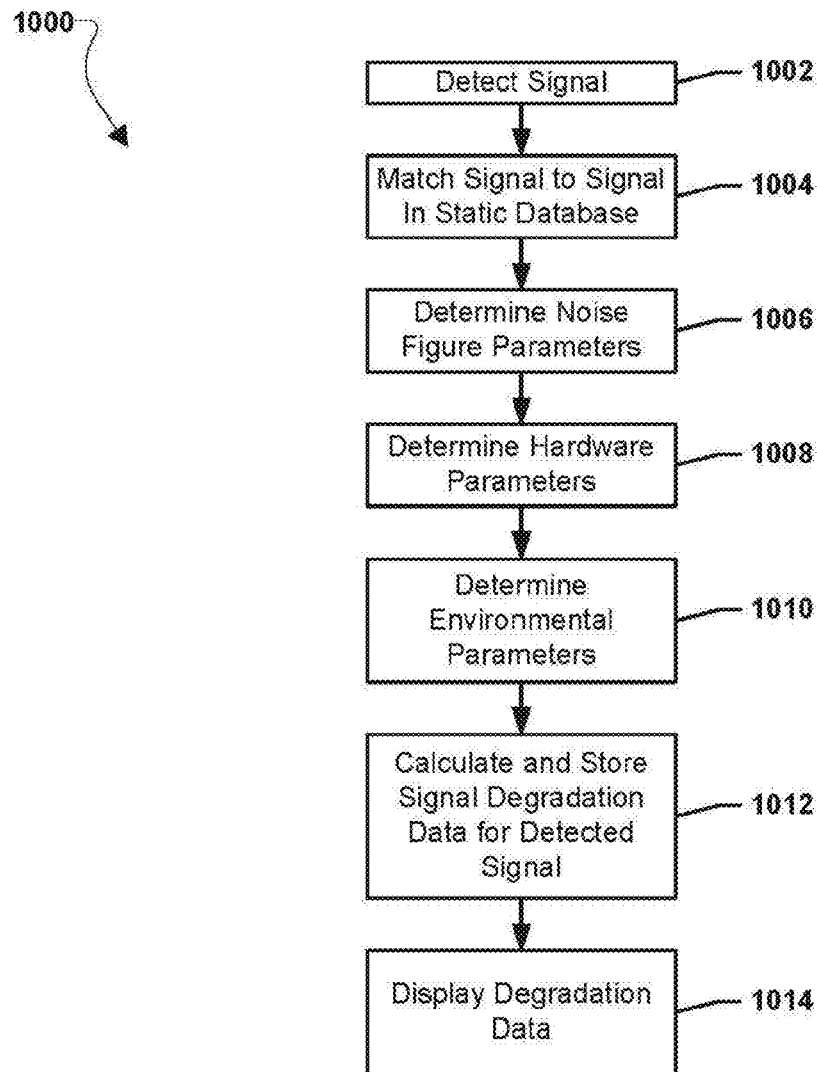 1000
Detect Signal
1002
Match Signal to Signal
In Static Database
1004
Determine Noise
Figure Parameters
1006
Determine Hardware
Parameters
1008
Determine
Environmental
Parameters
1010
Calculate and Store
Signal Degradation
Data for Detected
Signal
1012
Display Degradation
Data
1014